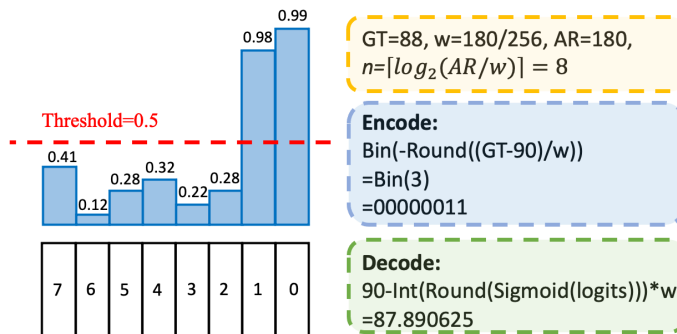 0.99
0.98
Threshold=0.5
0.41
0.12
0.28
0.32
0.22
0.28
7 6 5 4 3 2 1 0
GT=88, w=180/256, AR=180,
n=⌈log₂(AR/w)⌉ = 8
Encode:
Bin(-Round((GT-90)/w))
=Bin(3)
=00000011
Decode:
90-Int(Round(Sigmoid(logits)))*w
=87.890625